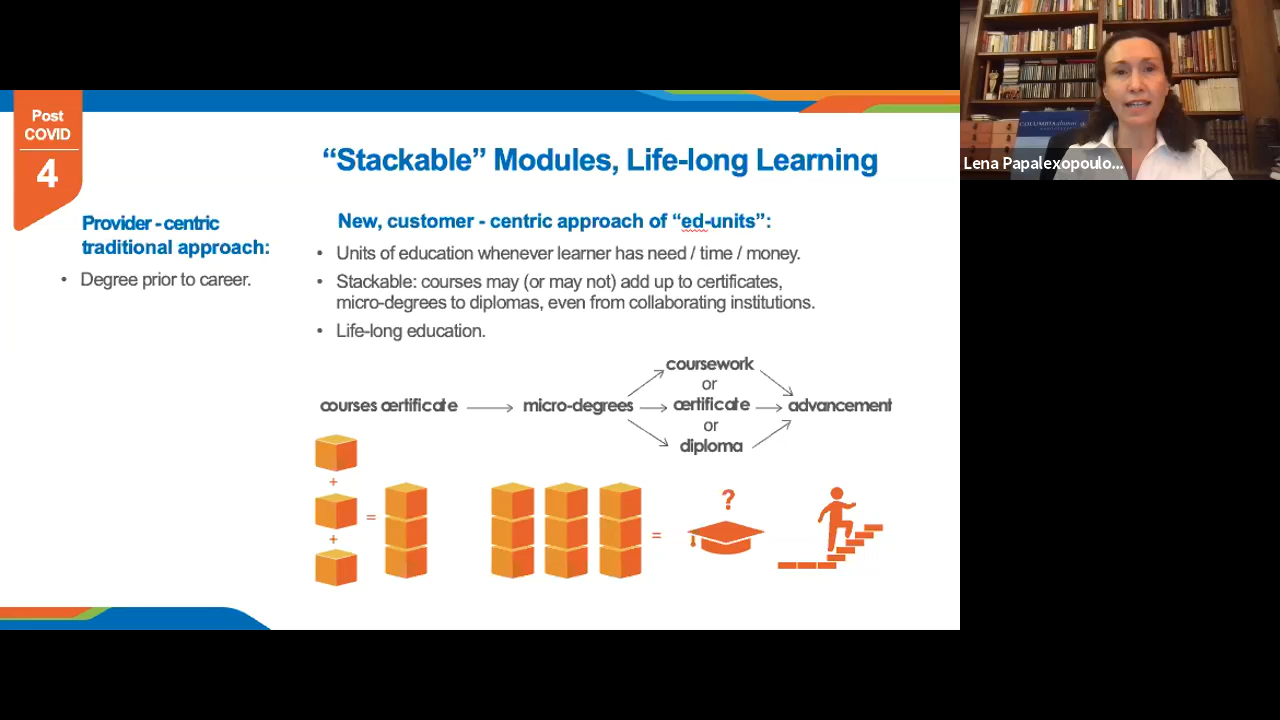 Post
COVID
4
“Stackable” Modules, Life-long Learning
Provider - centric
traditional approach:
• Degree prior to career.
New, customer - centric approach of “ed-units”:
• Units of education whenever learner has need / time / money.
• Stackable: courses may (or may not) add up to certificates,
micro-degrees to diplomas, even from collaborating institutions.
• Life-long education.
courses certificate
micro-degrees
coursework
or
certificate
or
diploma
advancement
+
+
=
=
?
COLUMBIA
Lena Papalexopoulo...